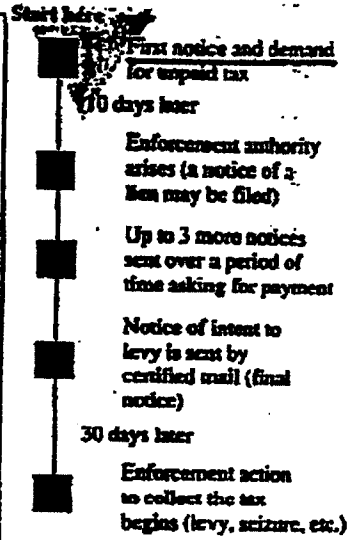 Start here
First notice and demand
for unpaid tax
10 days later
Enforcement authority
arises (a notice of a
lien may be filed)
Up to 3 more notices
sent over a period of
time asking for payment
Notice of intent to
levy is sent by
certified mail (final
notice)
30 days later
Enforcement action
to collect the tax
begins (levy, seizure, etc.)